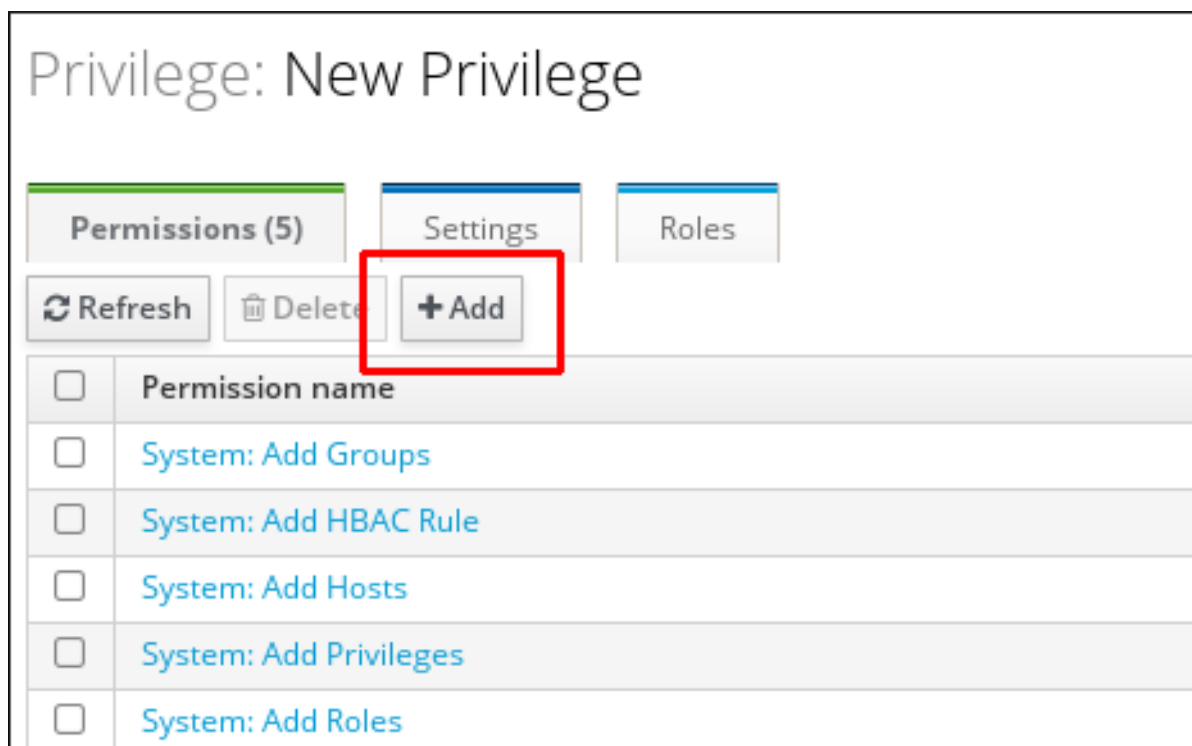 Privilege: New Privilege
Permissions (5) Settings Roles
Refresh Delete Add
Permission name
System: Add Groups
System: Add HBAC Rule
System: Add Hosts
System: Add Privileges
System: Add Roles